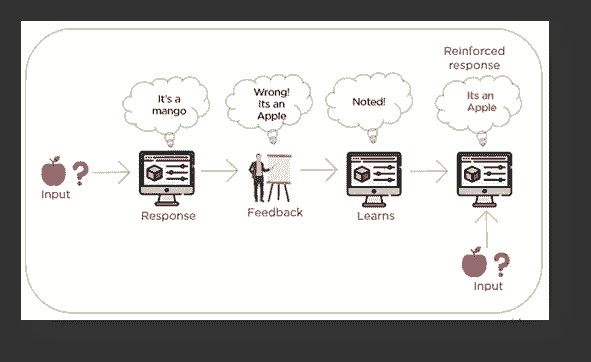 Reinforced
response
It's a
mango
Wrong!
Its an
Apple
Noted!
Its an
Apple
?
Input
Response
Feedback
Learns
?
Input